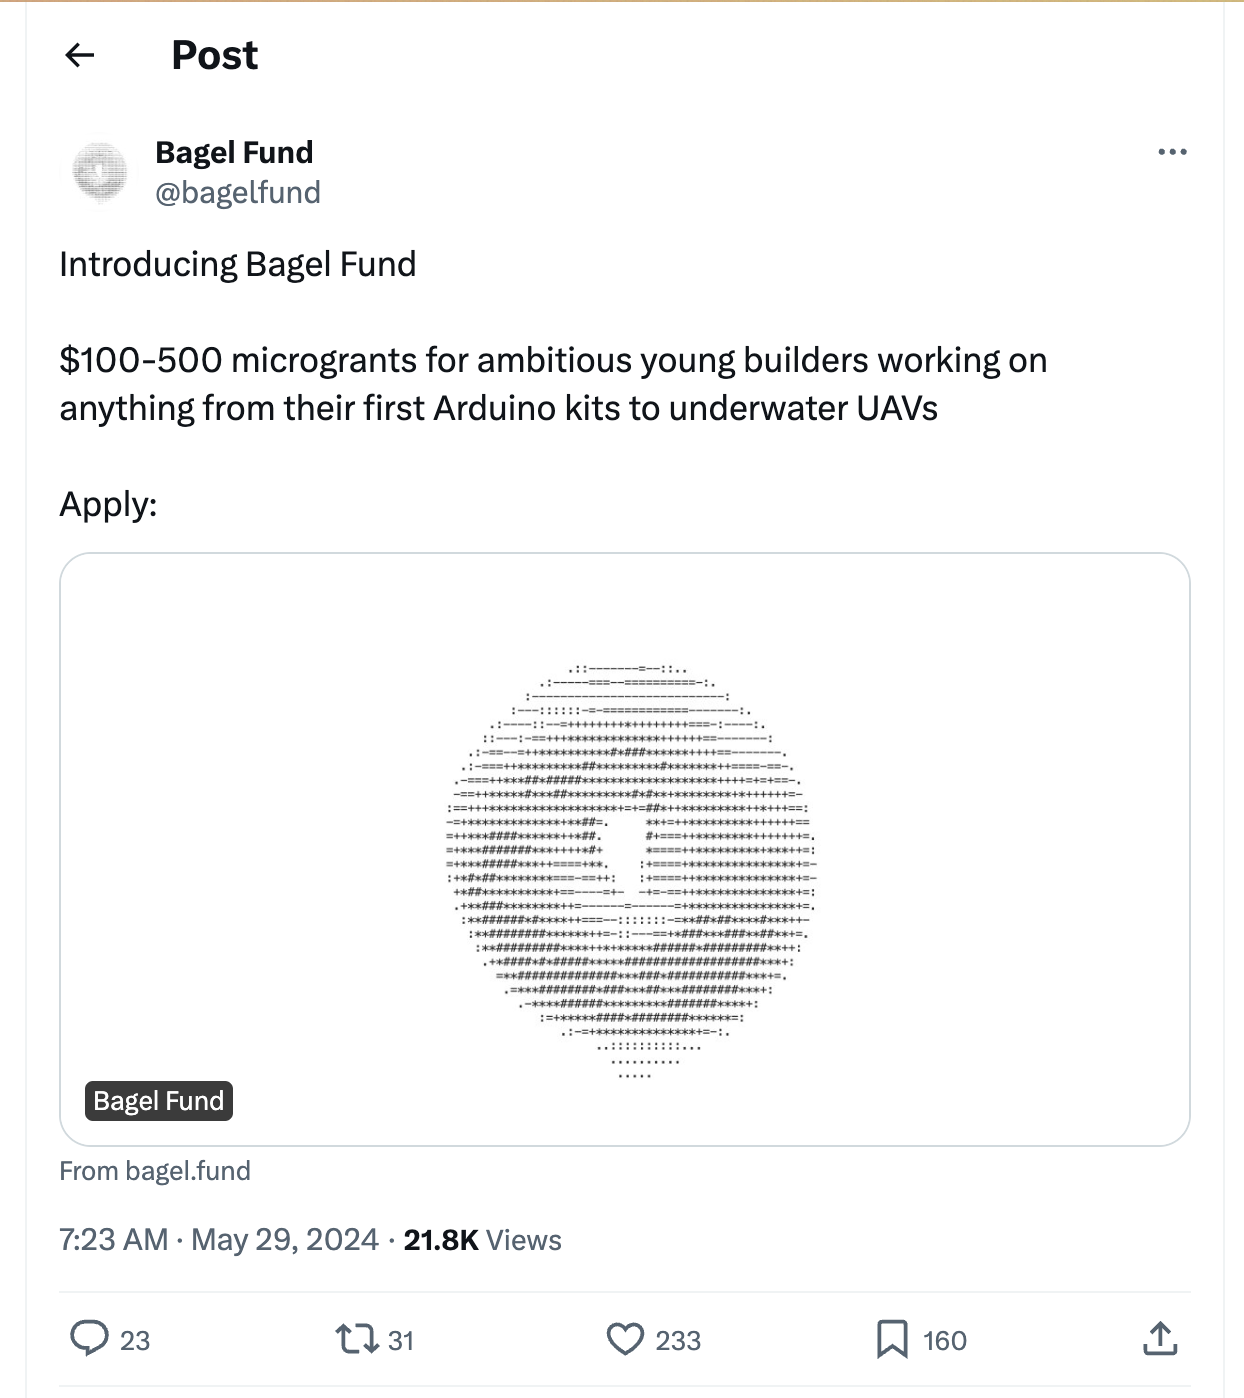 Post
Bagel Fund
@bagelfund
Introducing Bagel Fund
$100-500 microgrants for ambitious young builders working on
anything from their first Arduino kits to underwater UAVs
Apply:
Bagel Fund
From bagel.fund
7:23 AM · May 29, 2024 · 21.8K Views
23 31 233 160